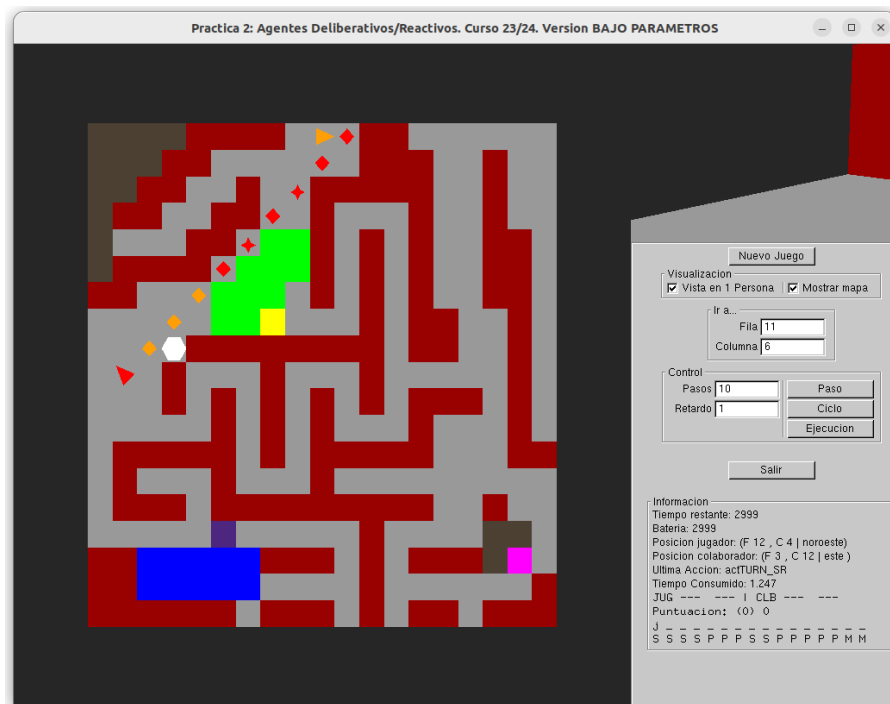 Practica 2: Agentes Deliberativos/Reactivos. Curso 23/24. Version BAJO PARAMETROS
Nuevo Juego
Visualizacion
Vista en 1 Persona
Mostrar mapa
Ir a...
Fila 11
Columna 6
Control
Pasos 10 Paso
Retardo 1 Ciclo
Ejecucion
Salir
Informacion
Tiempo restante: 2999
Bateria: 2999
Posicion jugador: (F 12 , C 4 | noroeste)
Posicion colaborador: (F 3 , C 12 | este )
Ultima Accion: actTURN_SR
Tiempo Consumido: 1.247
JUG --- --- | CLB --- ---
Puntuacion: (0) 0
J _ _ _ _ _ _ _ _ _ _ _ _ _ _ _
S S S S P P P S S P P P P P M M